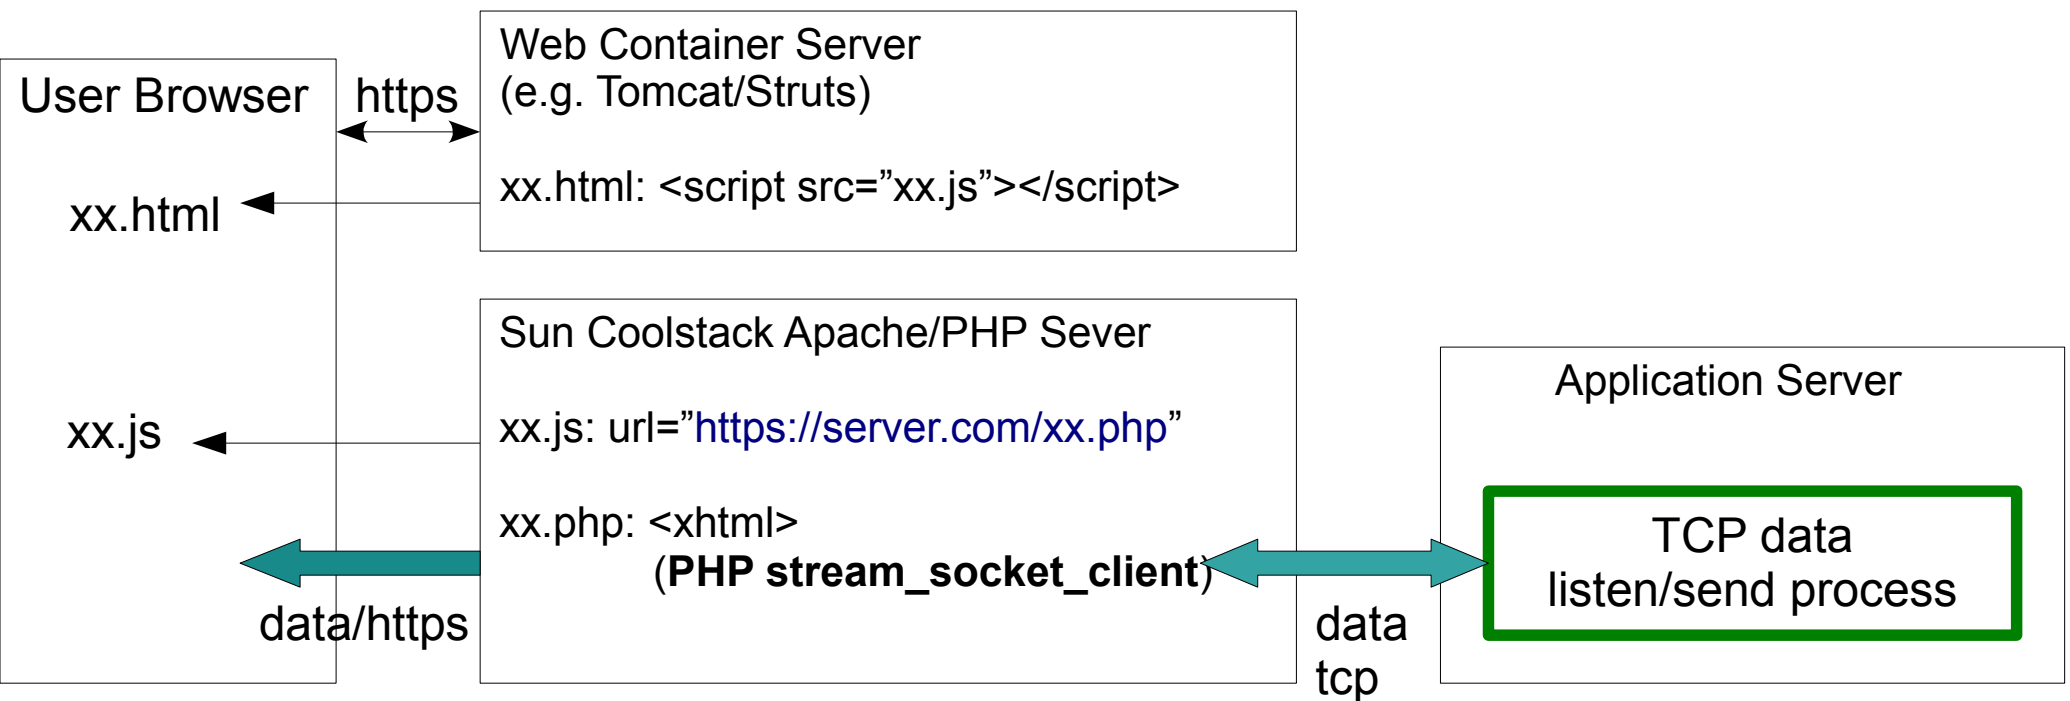 User Browser
https
xx.html
xx.js
data/https
Web Container Server
(e.g. Tomcat/Struts)
xx.html: <script src=”xx.js”></script>
Sun Coolstack Apache/PHP Sever
xx.js: url=”https://server.com/xx.php”
xx.php: <xhtml>
(PHP stream_socket_client)
data
tcp
Application Server
TCP data
listen/send process